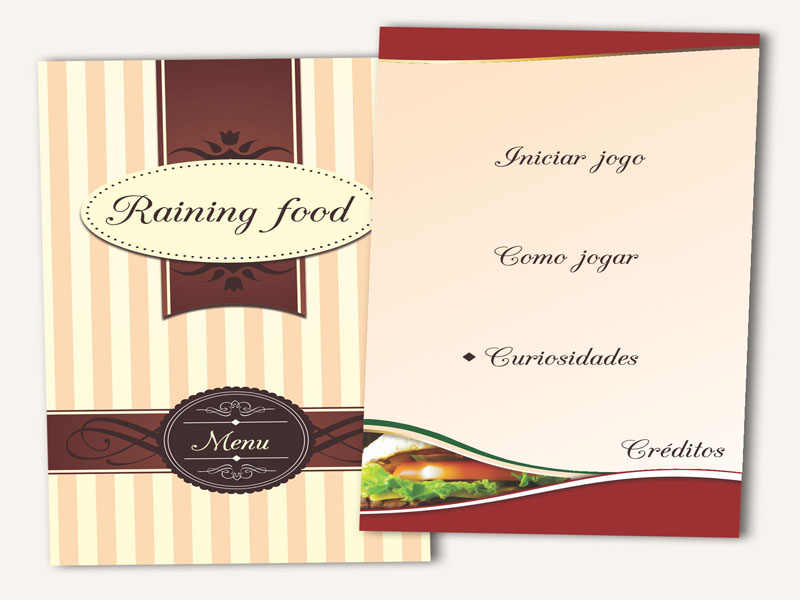 Raining food
Menu
Iniciar jogo
Como jogar
Curiosidades
Créditos